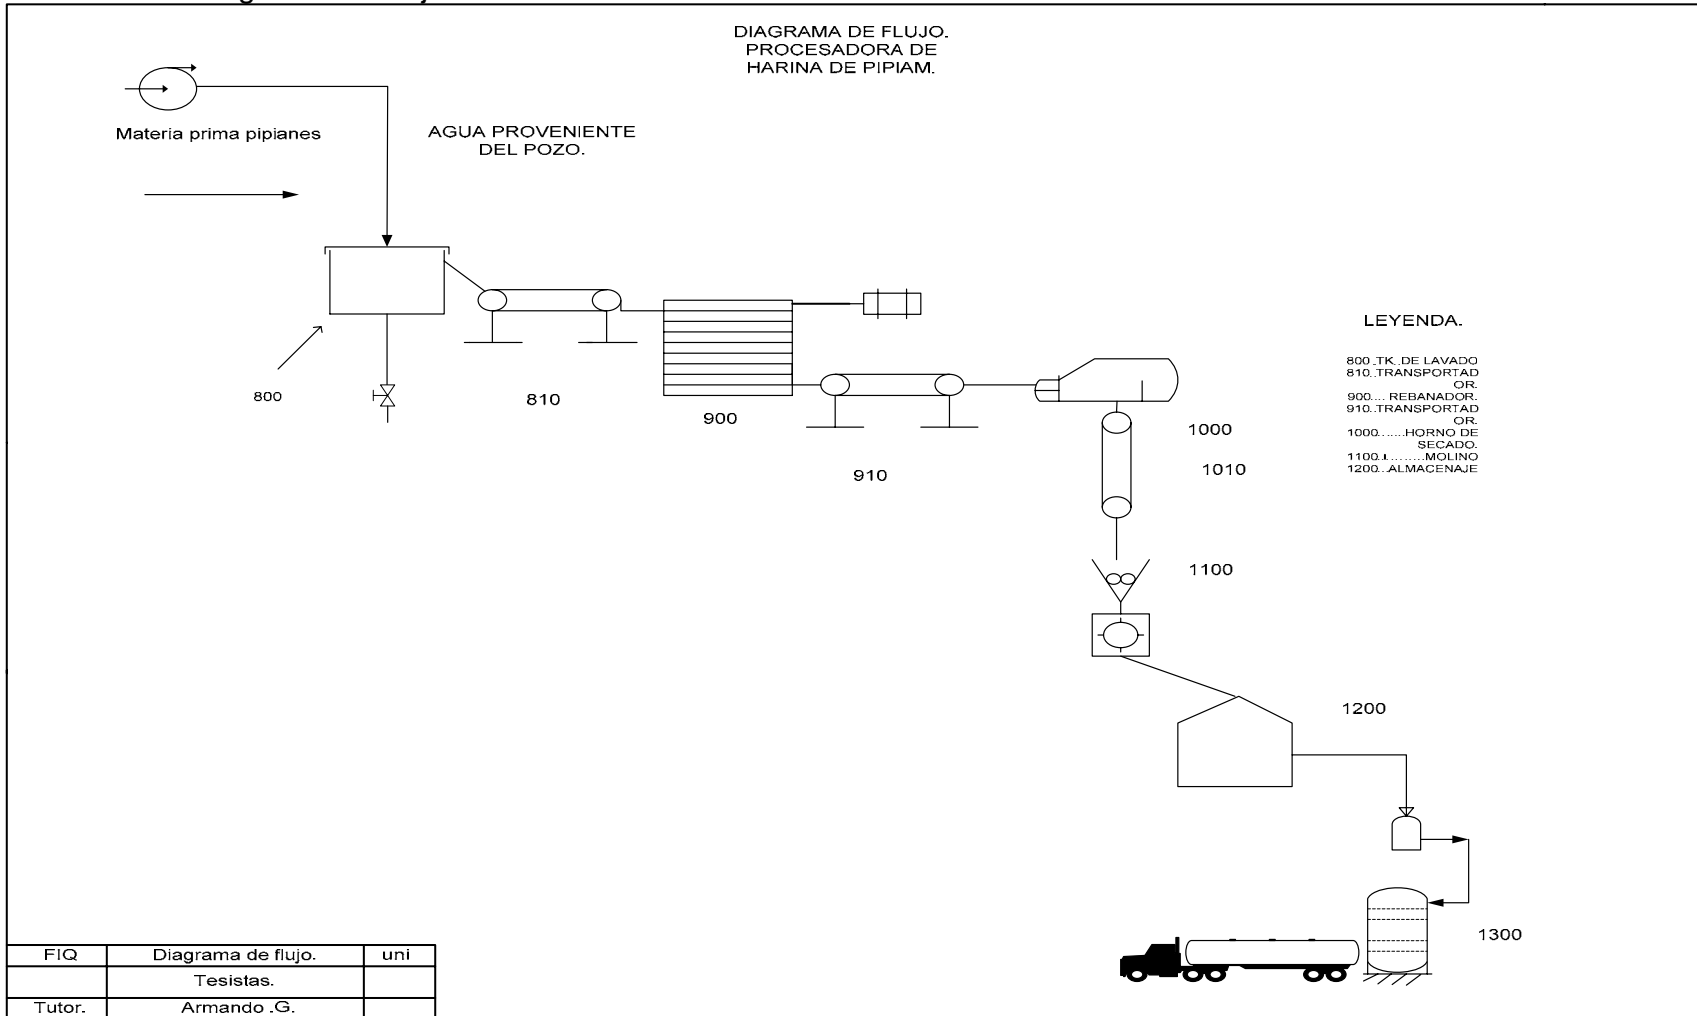 DIAGRAMA DE FLUJO.
PROCESADORA DE
HARINA DE PIPIAM.
Materia prima pipianes
AGUA PROVENIENTE
DEL POZO.
800
810
900
910
1000
1010
1100
1200
1300
LEYENDA.
800..TK. DE LAVADO
810..TRANSPORTAD
OR.
900.... REBANADOR.
910..TRANSPORTAD
OR.
1000.......HORNO DE
SECADO.
1100.........MOLINO
1200...ALMACENAJE
FIQ Diagrama de flujo. uni
Tesistas.
Tutor. Armando .G.